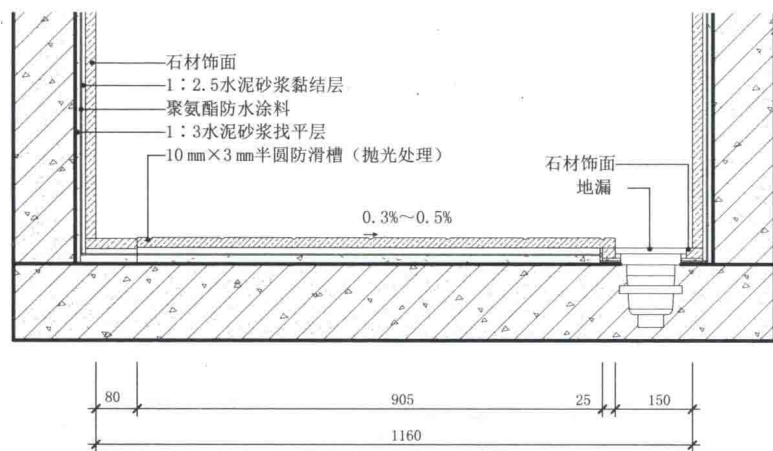 石材饰面
1∶2.5水泥砂浆黏结层
聚氨酯防水涂料
1∶3水泥砂浆找平层
10 mm×3 mm半圆防滑槽（抛光处理）
石材饰面
地漏
0.3%～0.5%
80
905
25
150
1160